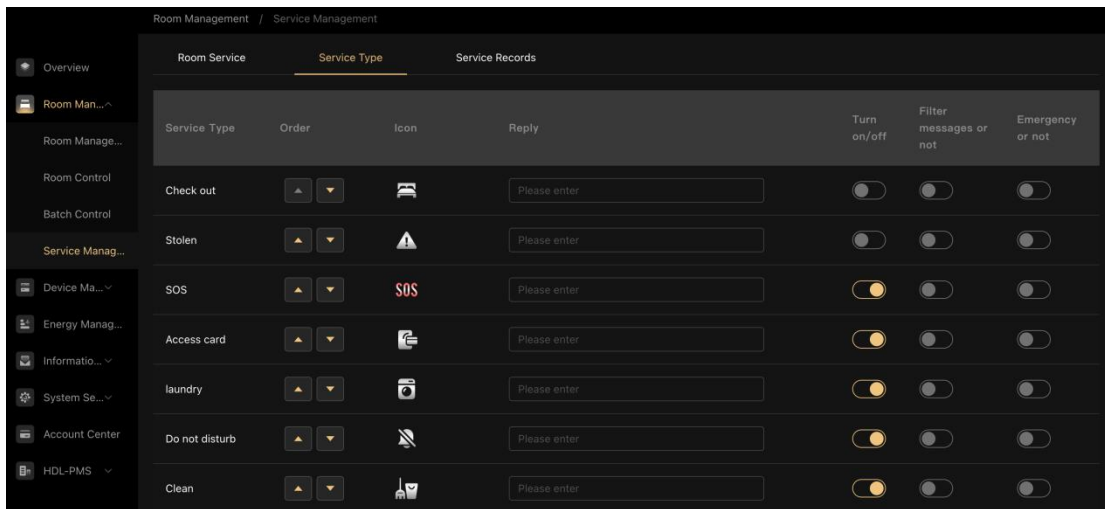 Room Management / Service Management
Overview
Room Man...
Room Manage...
Room Control
Batch Control
Service Manag...
Device Ma...
Energy Manag...
Informatio...
System Se...
Account Center
HDL-PMS
Room Service Service Type Service Records
Service Type Order Icon Reply Turn on/off Filter messages or not Emergency or not
Check out Please enter
Stolen Please enter
SOS SOS Please enter
Access card Please enter
laundry Please enter
Do not disturb Please enter
Clean Please enter